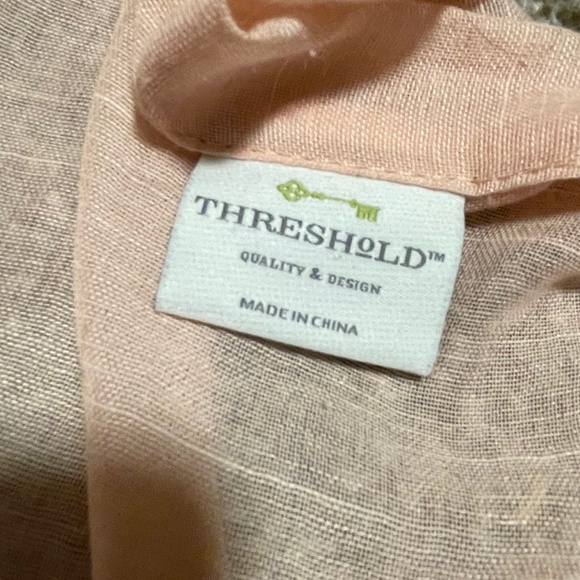 THRESHOLD™
QUALITY & DESIGN
MADE IN CHINA